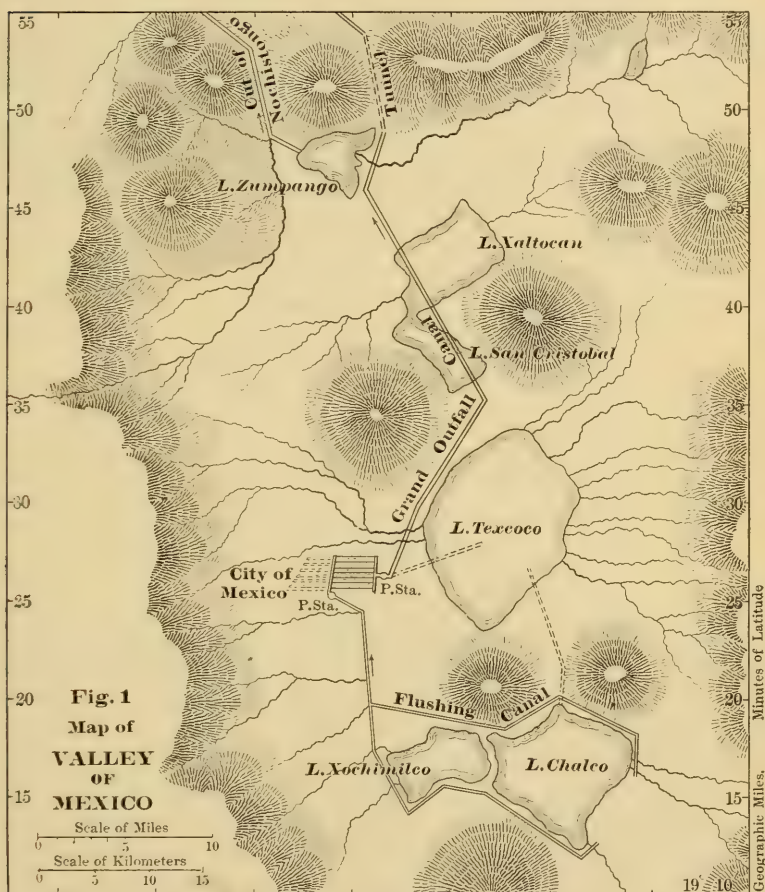 55
55
Cut of
Nochistongo
Tunnel
50
50
L. Zumpango
45
45
L. Xaltocan
40
40
Canal
L. San Cristobal
35
35
Grand Outfall
30
30
L. Texcoco
City of
Mexico
P. Sta.
P. Sta.
25
25
20
20
Flushing Canal
Fig. 1
Map of
VALLEY
OF
MEXICO
L. Xochimilco
L. Chalco
15
15
Scale of Miles
0 5 10
Scale of Kilometers
0 5 10 15
19° 10'
Geographic Miles, Minutes of Latitude